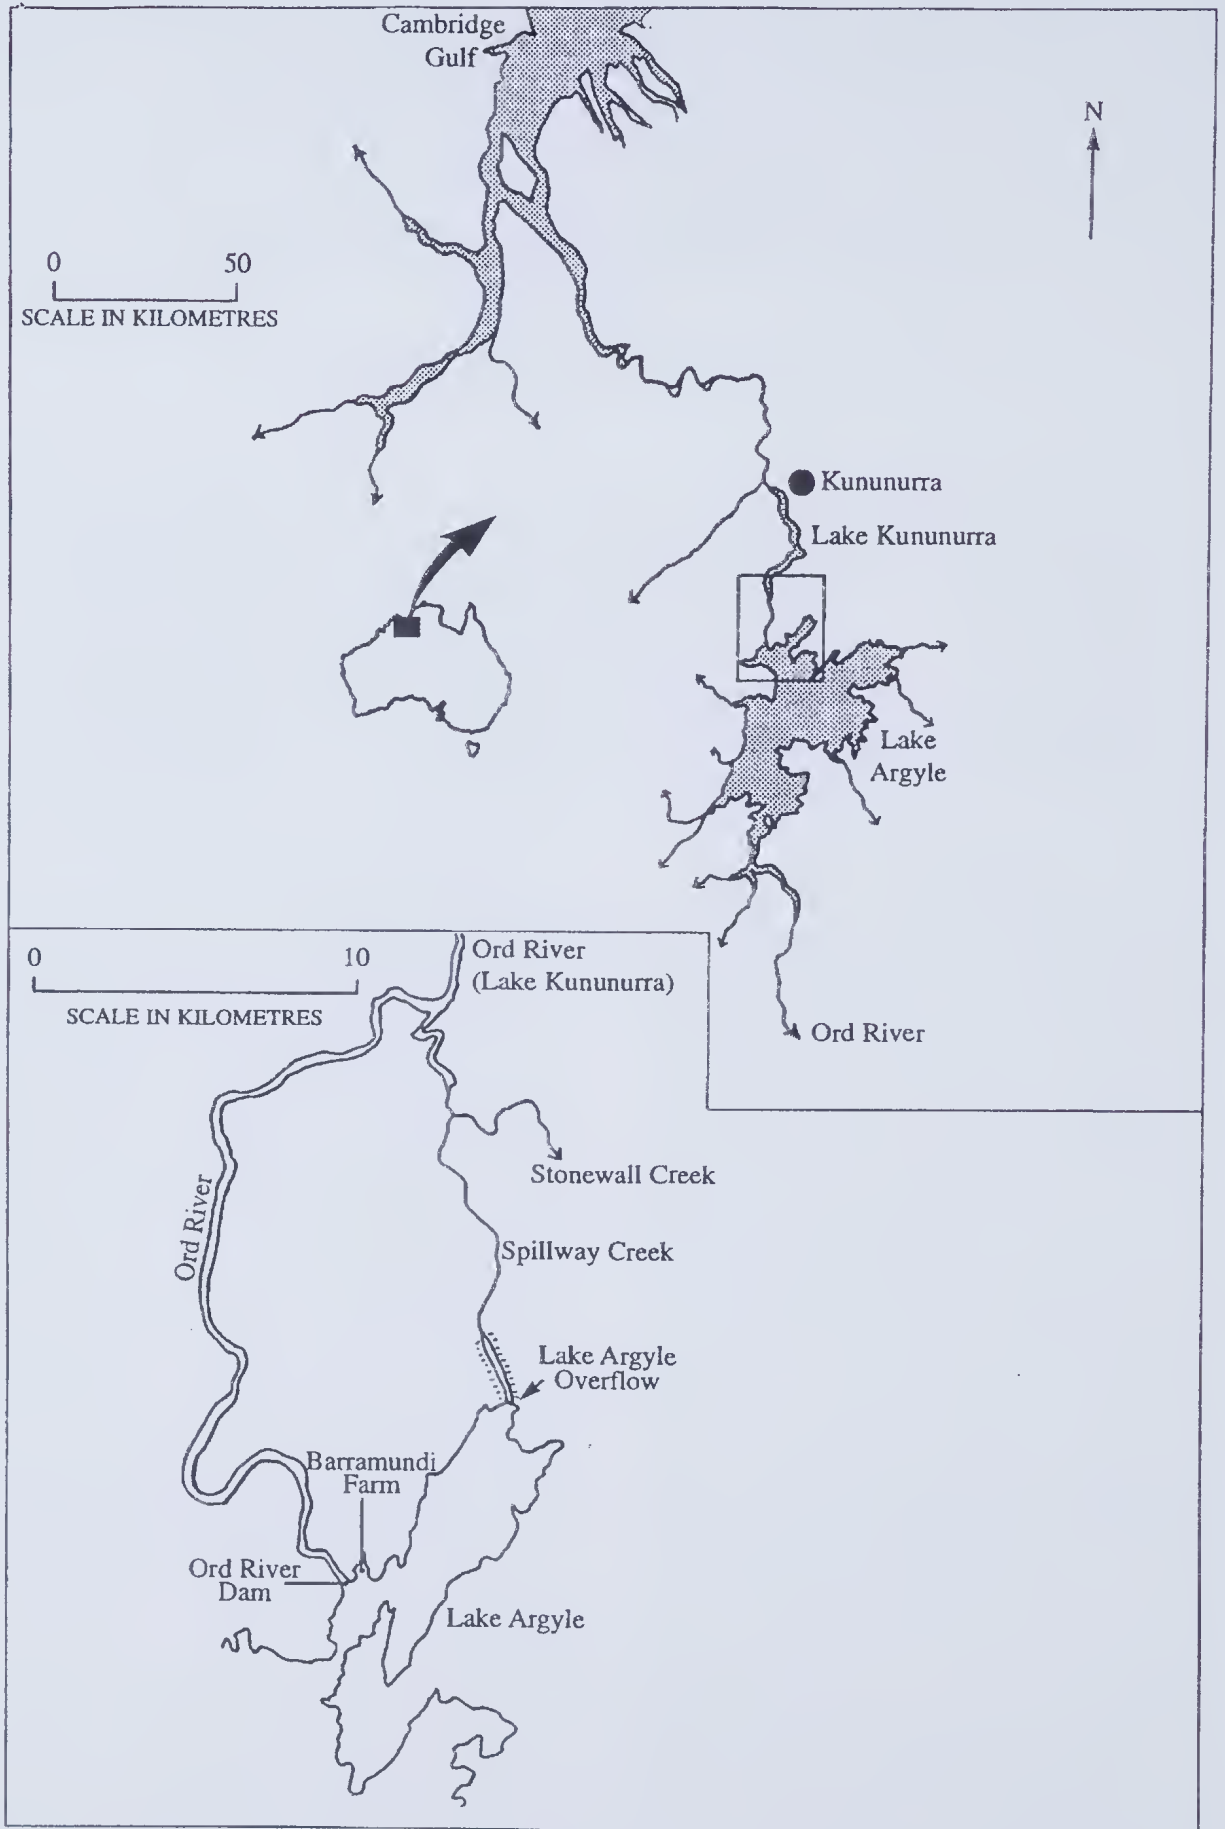 Cambridge
Gulf
N
0 50
SCALE IN KILOMETRES
Kununurra
Lake Kununurra
Lake
Argyle
Ord River
0 10
SCALE IN KILOMETRES
Ord River
(Lake Kununurra)
Stonewall Creek
Ord River
Spillway Creek
Lake Argyle
Overflow
Barramundi
Farm
Ord River
Dam
Lake Argyle